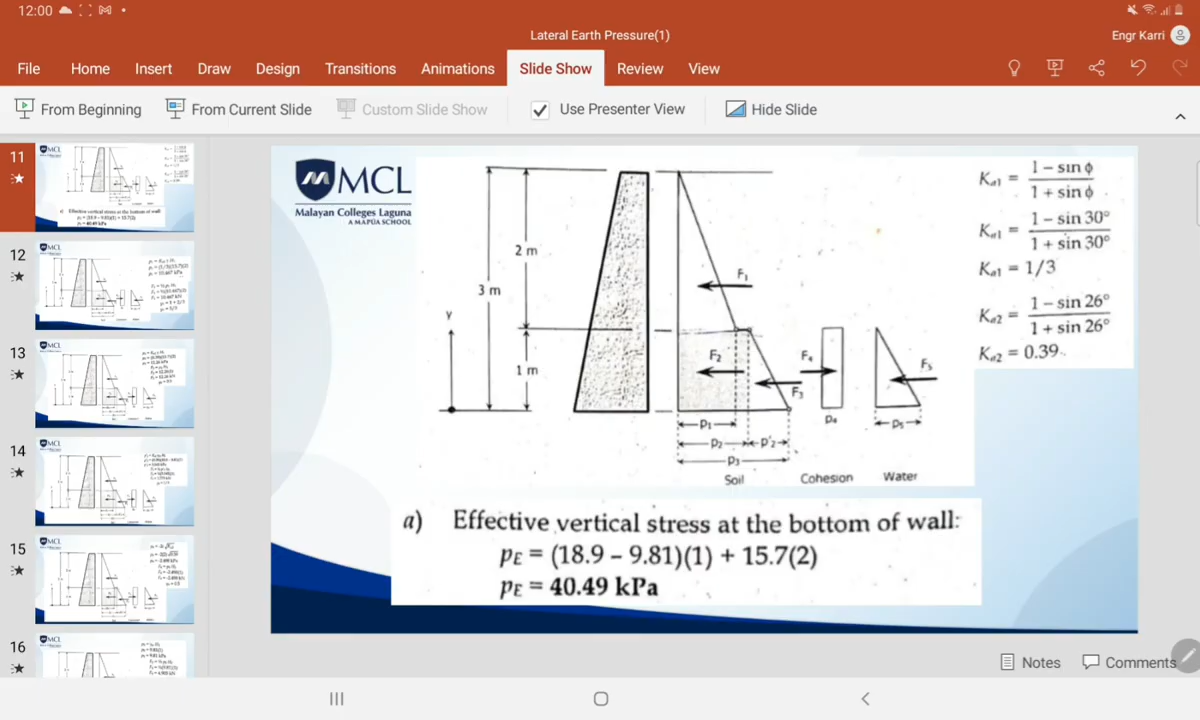 12:00
Lateral Earth Pressure(1)
Engr Karri
File Home Insert Draw Design Transitions Animations Slide Show Review View
From Beginning From Current Slide Custom Slide Show Use Presenter View Hide Slide
11
12
13
14
15
16
MCL
Malayan Colleges Laguna
A MAPUA SCHOOL
2 m
3 m
y
1 m
F₁
F₂
F₃
F₄
F₅
p₁
p₂ p'₂
p₃
p₄
p₅
Soil Cohesion Water
Kₐ₁ = 1 – sin ϕ / 1 + sin ϕ
Kₐ₁ = 1 – sin 30° / 1 + sin 30°
Kₐ₁ = 1/3
Kₐ₂ = 1 – sin 26° / 1 + sin 26°
Kₐ₂ = 0.39
a) Effective vertical stress at the bottom of wall:
pE = (18.9 – 9.81)(1) + 15.7(2)
pE = 40.49 kPa
Notes Comments